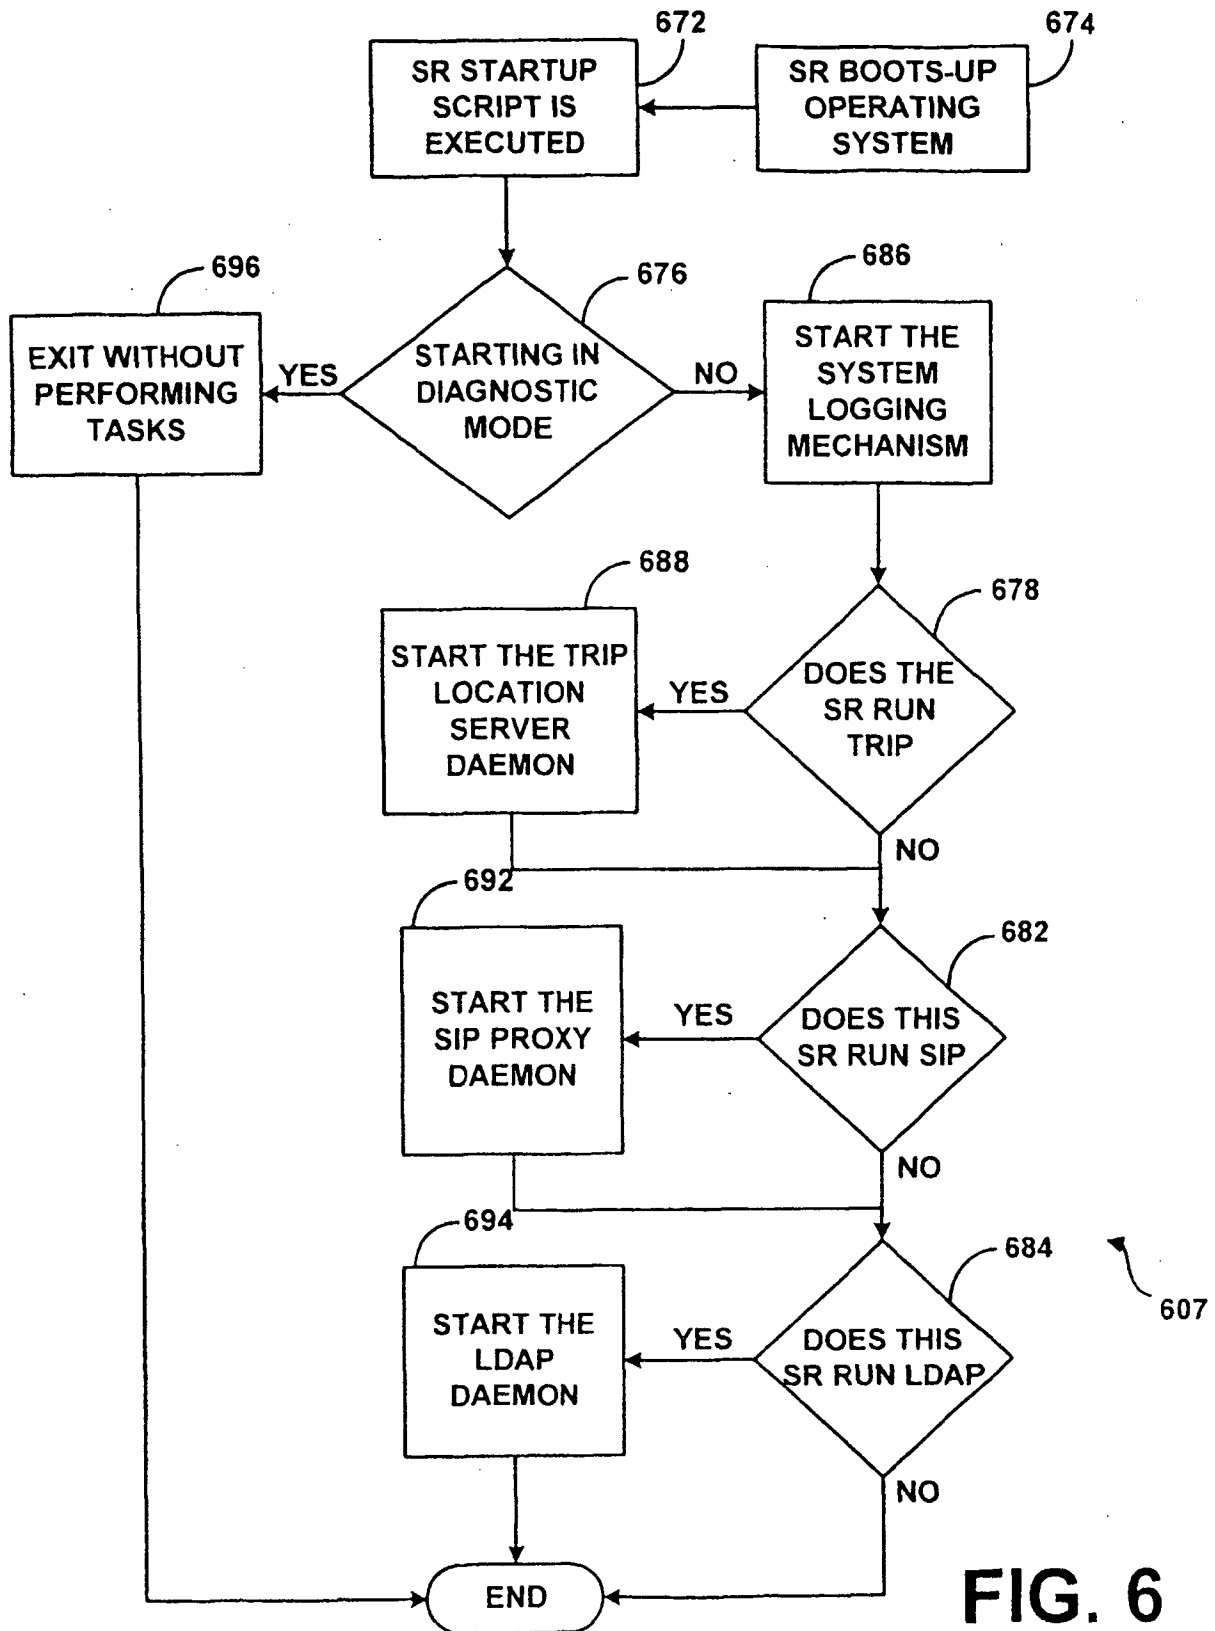 672
SR STARTUP
SCRIPT IS
EXECUTED
674
SR BOOTS-UP
OPERATING
SYSTEM
696
EXIT WITHOUT
PERFORMING
TASKS
YES
676
STARTING IN
DIAGNOSTIC
MODE
NO
686
START THE
SYSTEM
LOGGING
MECHANISM
688
START THE TRIP
LOCATION
SERVER
DAEMON
YES
678
DOES THE
SR RUN
TRIP
NO
692
START THE
SIP PROXY
DAEMON
YES
682
DOES THIS
SR RUN SIP
NO
694
START THE
LDAP
DAEMON
YES
684
DOES THIS
SR RUN LDAP
NO
607
END
FIG. 6